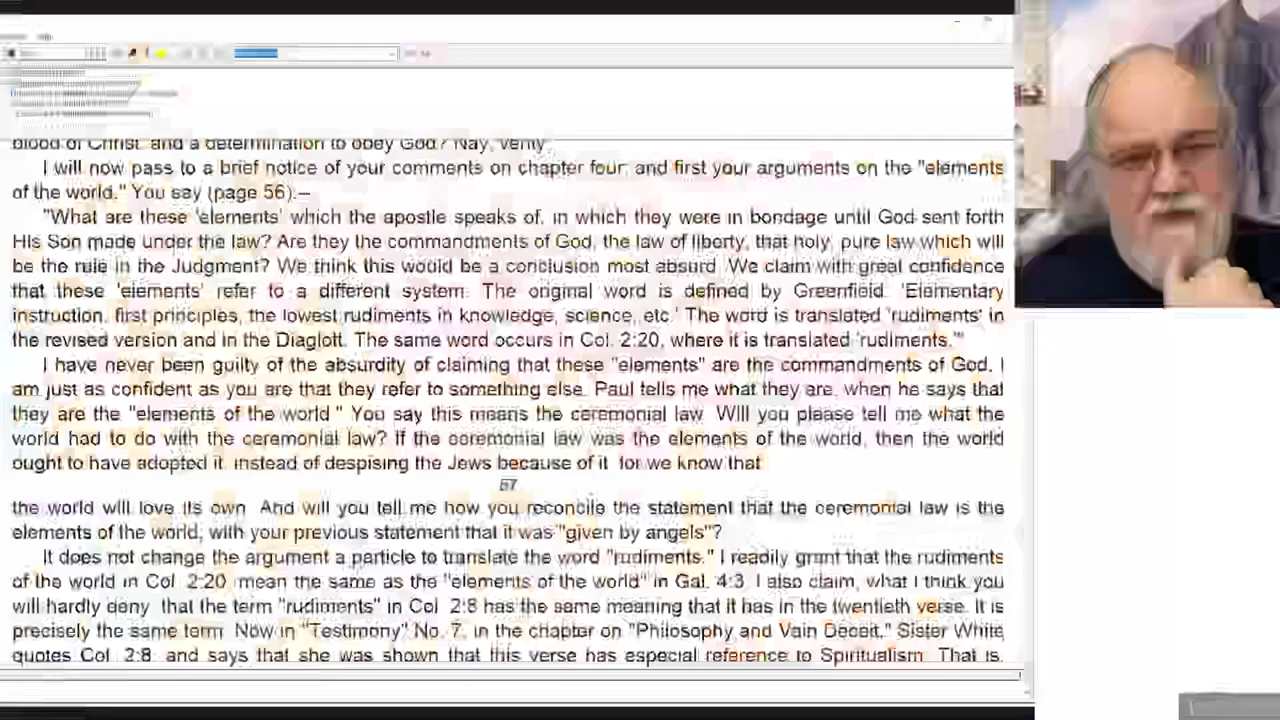 blood of Christ, and a determination to obey God? Nay, verily.
I will now pass to a brief notice of your comments on chapter four, and first your arguments on the "elements
of the world." You say (page 56):--
"What are these 'elements' which the apostle speaks of, in which they were in bondage until God sent forth
His Son made under the law? Are they the commandments of God, the law of liberty, that holy, pure law which will
be the rule in the Judgment? We think this would be a conclusion most absurd. We claim with great confidence
that these 'elements' refer to a different system. The original word is defined by Greenfield: 'Elementary
instruction, first principles, the lowest rudiments in knowledge, science, etc.' The word is translated 'rudiments' in
the revised version and in the Diaglott. The same word occurs in Col. 2:20, where it is translated 'rudiments.'"
I have never been guilty of the absurdity of claiming that these "elements" are the commandments of God. I
am just as confident as you are that they refer to something else. Paul tells me what they are, when he says that
they are the "elements of the world." You say this means the ceremonial law. Will you please tell me what the
world had to do with the ceremonial law? If the ceremonial law was the elements of the world, then the world
ought to have adopted it, instead of despising the Jews because of it, for we know that
57
the world will love its own. And will you tell me how you reconcile the statement that the ceremonial law is the
elements of the world, with your previous statement that it was "given by angels"?
It does not change the argument a particle to translate the word "rudiments." I readily grant that the rudiments
of the world in Col. 2:20 mean the same as the "elements of the world" in Gal. 4:3. I also claim, what I think you
will hardly deny, that the term "rudiments" in Col. 2:8 has the same meaning that it has in the twentieth verse. It is
precisely the same term. Now in "Testimony" No. 7, in the chapter on "Philosophy and Vain Deceit," Sister White
quotes Col. 2:8, and says that she was shown that this verse has especial reference to Spiritualism. That is,